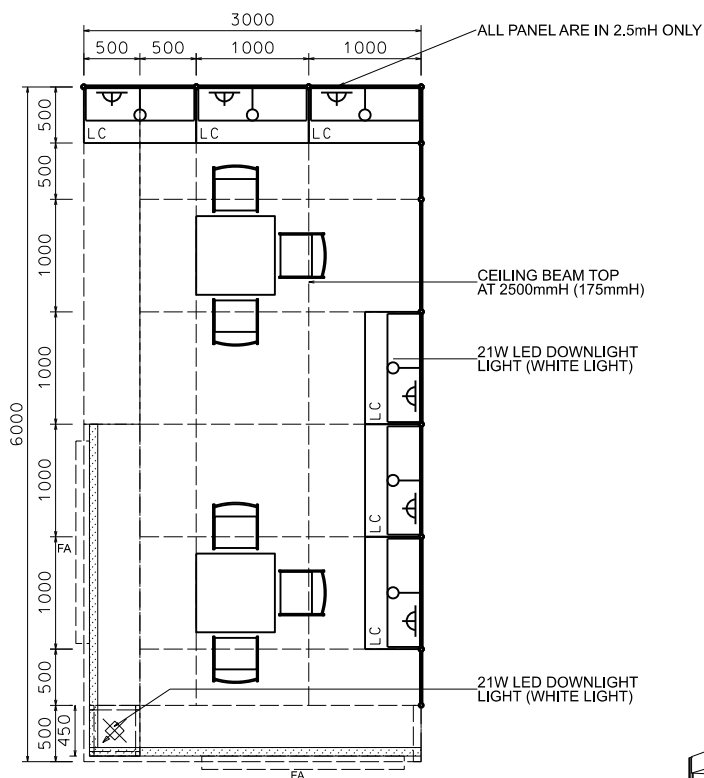 3000
500 500 1000 1000
ALL PANEL ARE IN 2.5mH ONLY
500
LC LC LC
500
1000
CEILING BEAM TOP
AT 2500mmH (175mmH)
1000
21W LED DOWNLIGHT
LIGHT (WHITE LIGHT)
LC
6000
1000
LC
FA
1000
LC
500
21W LED DOWNLIGHT
LIGHT (WHITE LIGHT)
500
450
FA